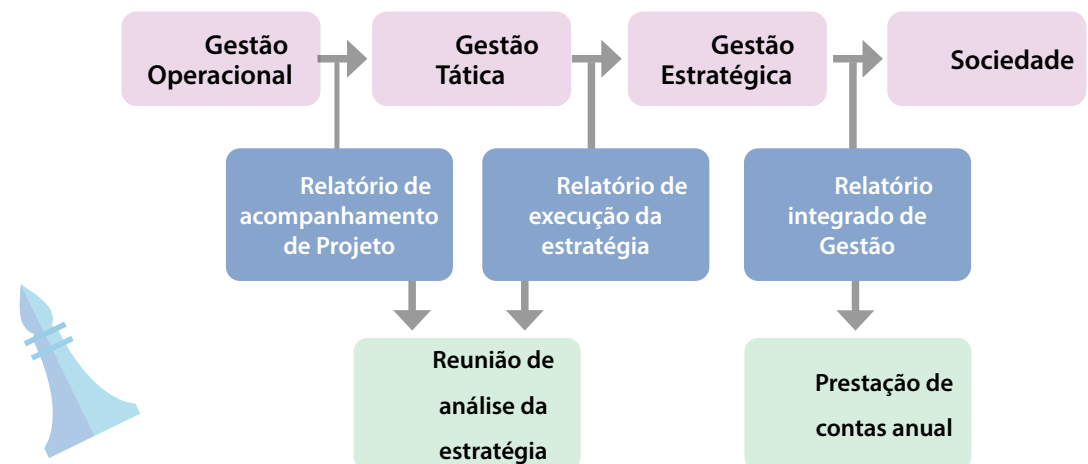 Gestão
Operacional
Gestão
Tática
Gestão
Estratégica
Sociedade
Relatório de
acompanhamento
de Projeto
Relatório de
execução da
estratégia
Relatório
integrado de
Gestão
Reunião de
análise da
estratégia
Prestação de
contas anual